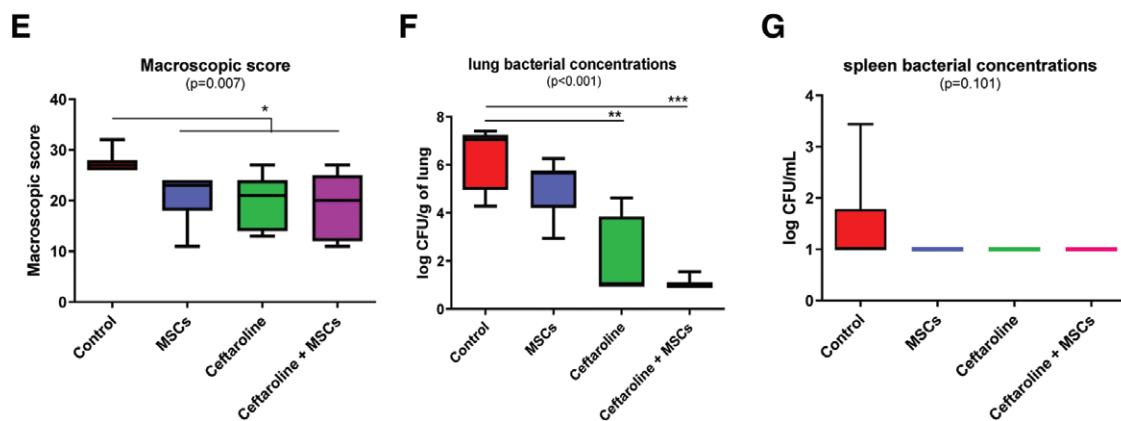 E
Macroscopic score
(p=0.007)
Macroscopic score
40
30
20
10
0
*
Control
MSCs
Ceftaroline
Ceftaroline + MSCs
F
lung bacterial concentrations
(p<0.001)
log CFU/g of lung
8
6
4
2
0
***
**
Control
MSCs
Ceftaroline
Ceftaroline + MSCs
G
spleen bacterial concentrations
(p=0.101)
log CFU/mL
4
3
2
1
0
Control
MSCs
Ceftaroline
Ceftaroline + MSCs